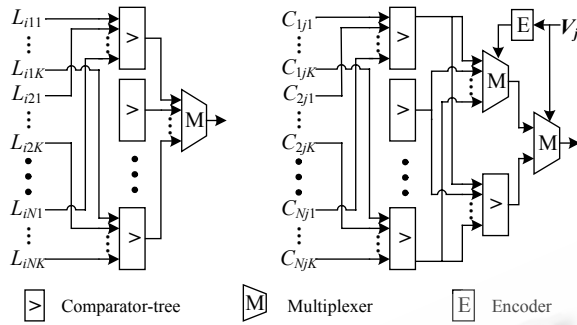 L_{i11}
L_{i1K}
L_{i21}
L_{i2K}
L_{iN1}
L_{iNK}
>
>
>
M
C_{1j1}
C_{1jK}
C_{2j1}
C_{2jK}
C_{Nj1}
C_{NjK}
>
>
>
M
E
V_j
>
M
> Comparator-tree
M Multiplexer
E Encoder